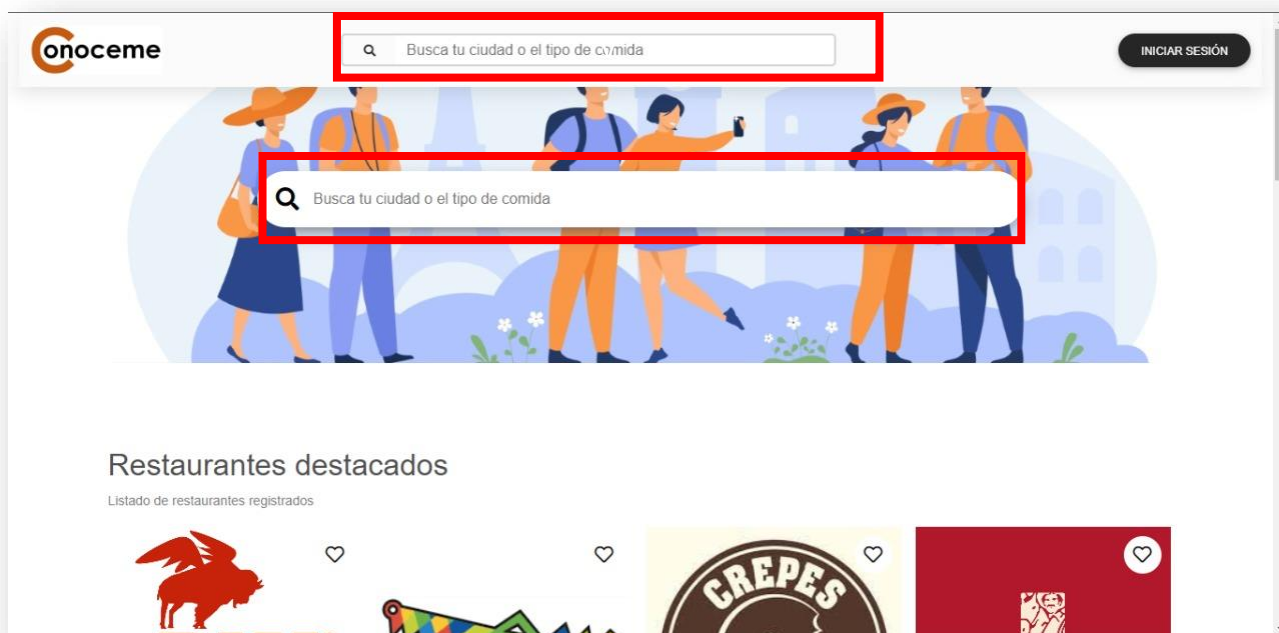 Conoceme
Busca tu ciudad o el tipo de comida
INICIAR SESIÓN
Busca tu ciudad o el tipo de comida
Restaurantes destacados
Listado de restaurantes registrados
CREPES